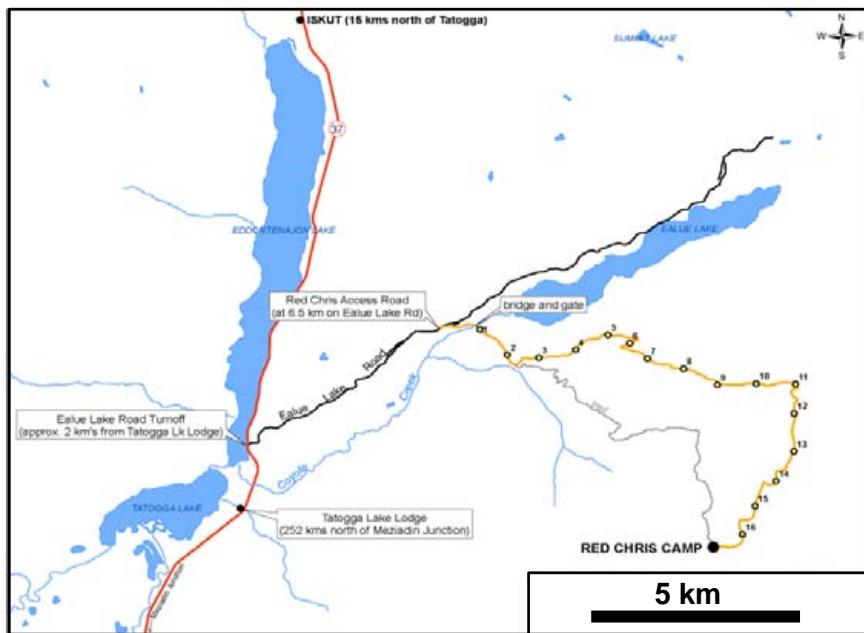 ISKUT (15 kms north of Tatogga)
SUMMIT LAKE
N
W
E
S
37
EDDONTENAJON LAKE
EALUE LAKE
Red Chris Access Road
(at 6.5 km on Ealue Lake Rd)
bridge and gate
1
2
3
4
5
6
7
8
9
10
11
12
13
14
15
16
Ealue Lake Road
Coyote Creek
trail
Ealue Lake Road Turnoff
(approx. 2 km's from Tatogga Lk Lodge)
TATOGGA LAKE
Tatogga Lake Lodge
(252 kms north of Meziadin Junction)
RED CHRIS CAMP
Meziadin Junction
5 km